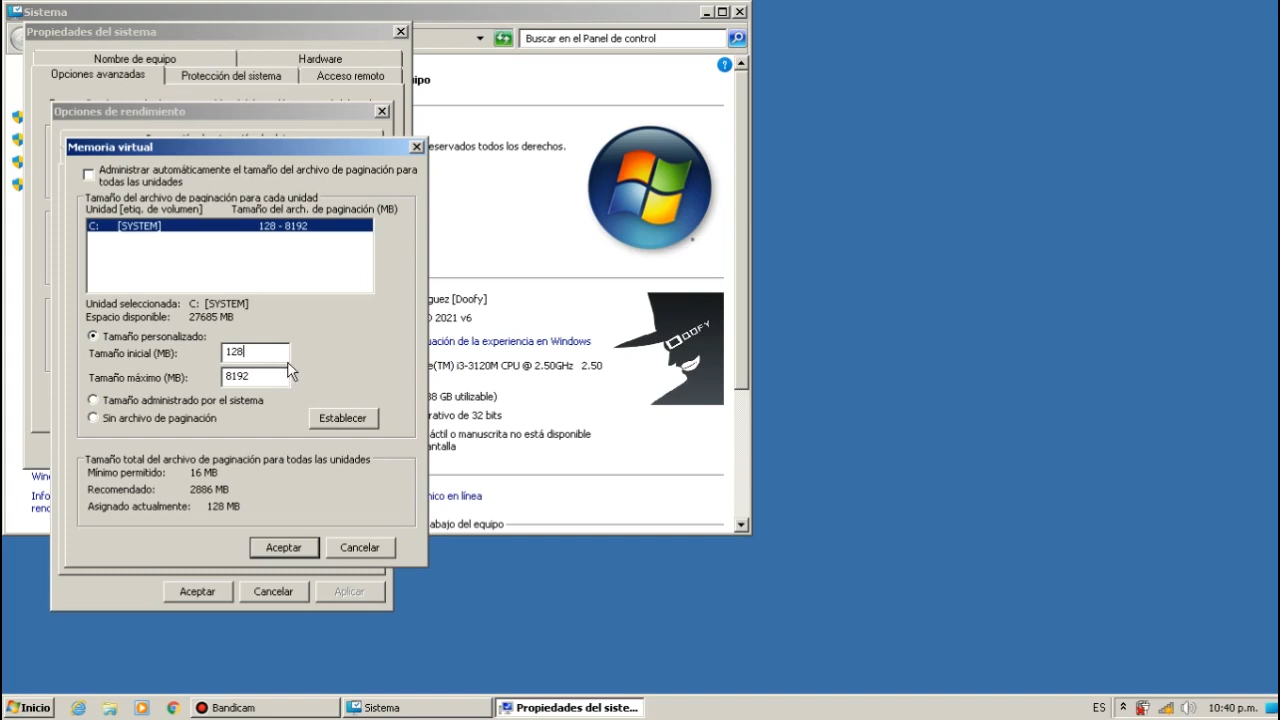 Sistema
Propiedades del sistema
Buscar en el Panel de control
Nombre de equipo
Hardware
Opciones avanzadas
Protección del sistema
Acceso remoto
ipo
Opciones de rendimiento
Memoria virtual
eservados todos los derechos.
Administrar automáticamente el tamaño del archivo de paginación para
todas las unidades
Tamaño del archivo de paginación para cada unidad
Unidad [etiq. de volumen] Tamaño del arch. de paginación (MB)
C: [SYSTEM] 128 - 8192
Unidad seleccionada: C: [SYSTEM]
Espacio disponible: 27685 MB
Tamaño personalizado:
Tamaño inicial (MB): 128
Tamaño máximo (MB): 8192
Tamaño administrado por el sistema
Sin archivo de paginación
Establecer
Tamaño total del archivo de paginación para todas las unidades
Mínimo permitido: 16 MB
Recomendado: 2886 MB
Asignado actualmente: 128 MB
Aceptar
Cancelar
Aceptar
Cancelar
Aplicar
guez [Doofy]
O 2021 v6
uación de la experiencia en Windows
e(TM) i3-3120M CPU @ 2.50GHz 2.50
88 GB utilizable)
rativo de 32 bits
áctil o manuscrita no está disponible
antalla
DOOFY
Wind
Info
rend
nico en línea
abajo del equipo
Inicio
Bandicam
Sistema
Propiedades del siste...
ES
10:40 p.m.